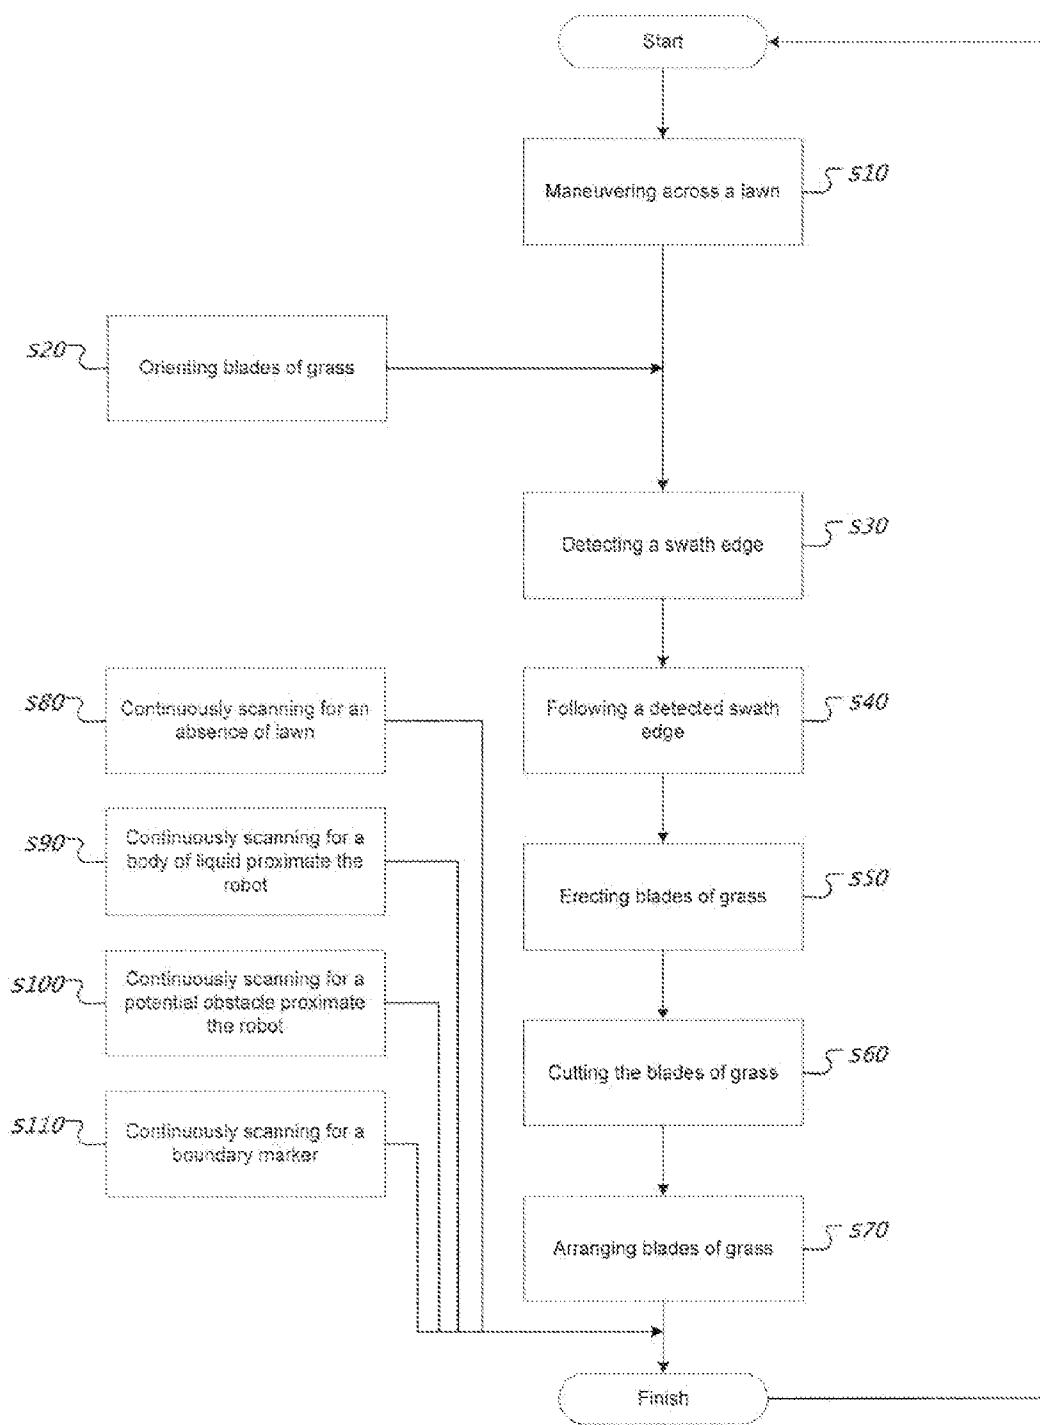 Start
Maneuvering across a lawn
S10
S20
Orienting blades of grass
Detecting a swath edge
S30
S80
Continuously scanning for an
absence of lawn
Following a detected swath
edge
S40
S90
Continuously scanning for a
body of liquid proximate the
robot
Erecting blades of grass
S50
S100
Continuously scanning for a
potential obstacle proximate
the robot
Cutting the blades of grass
S60
S110
Continuously scanning for a
boundary marker
Arranging blades of grass
S70
Finish